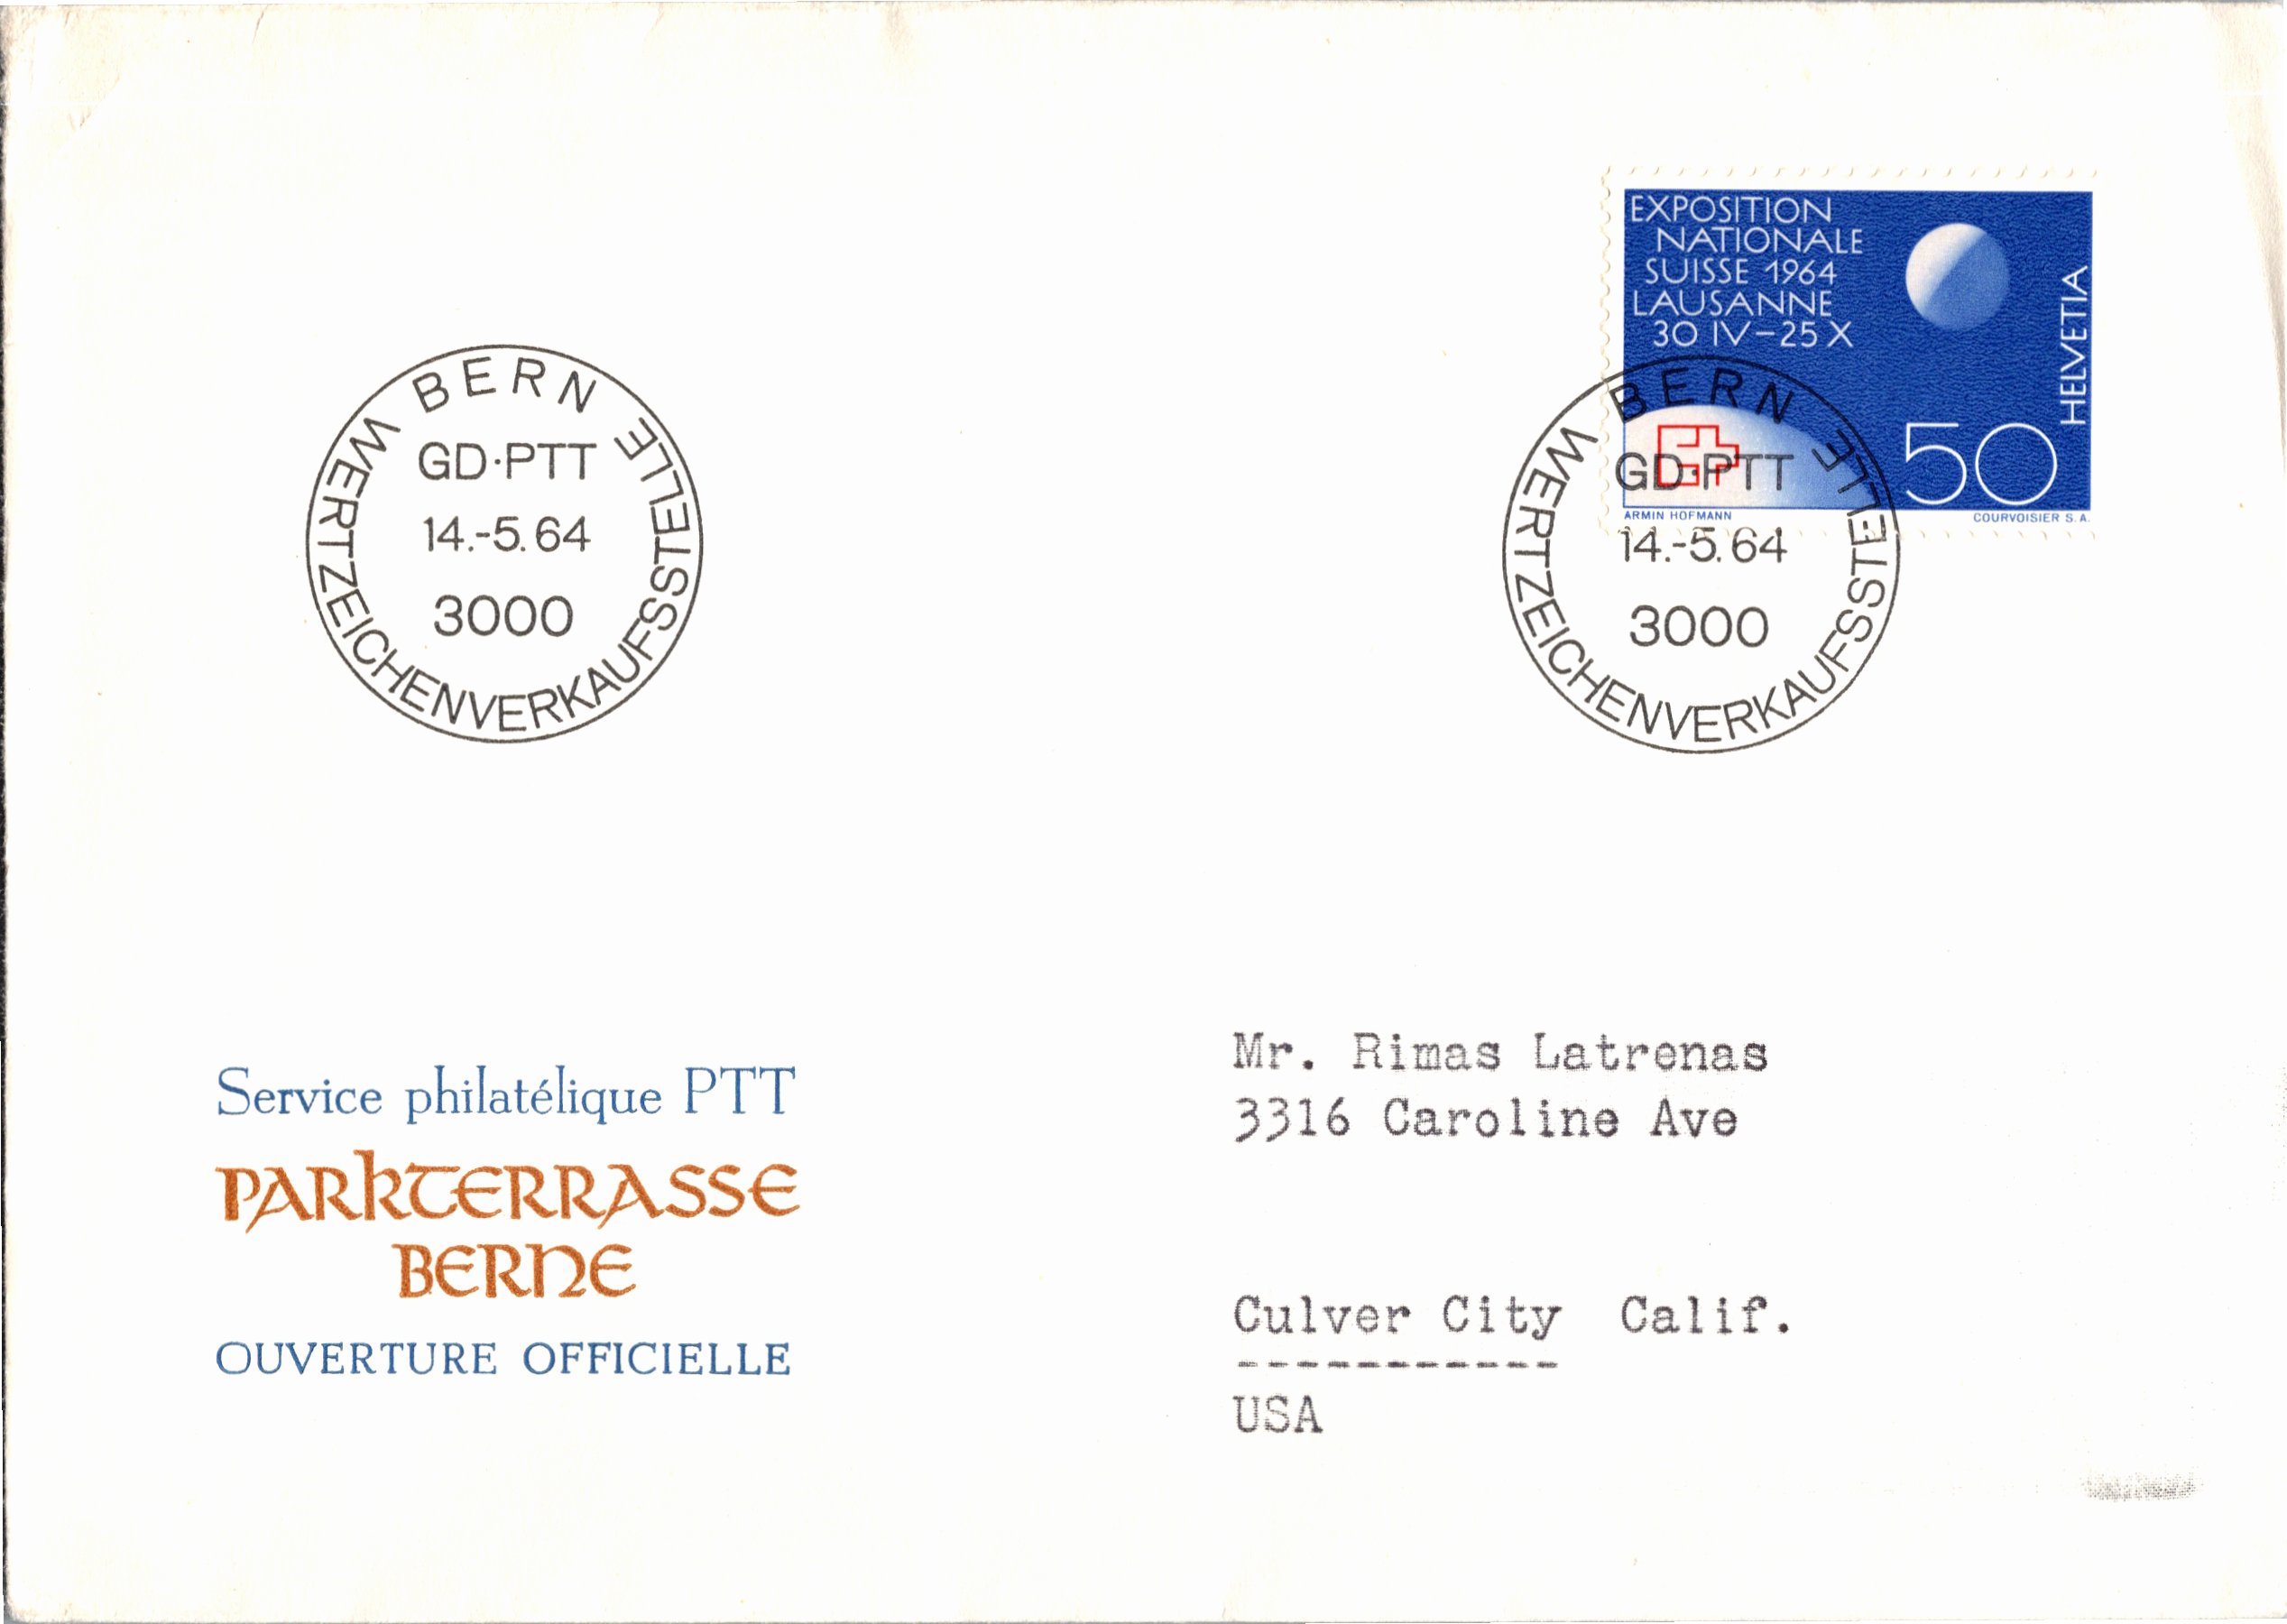 EXPOSITION
NATIONALE
SUISSE 1964
LAUSANNE
30 IV–25 X
HELVETIA
50
ARMIN HOFMANN
COURVOISIER S.A.
BERN
GD·PTT
14.-5.64
3000
WERTZEICHENVERKAUFSSTELLE
BERN
GD·PTT
14.-5.64
3000
WERTZEICHENVERKAUFSSTELLE
Service philatélique PTT
PARKTERRASSE
BERNE
OUVERTURE OFFICIELLE
Mr. Rimas Latrenas
3316 Caroline Ave
Culver City Calif.
-----------
USA